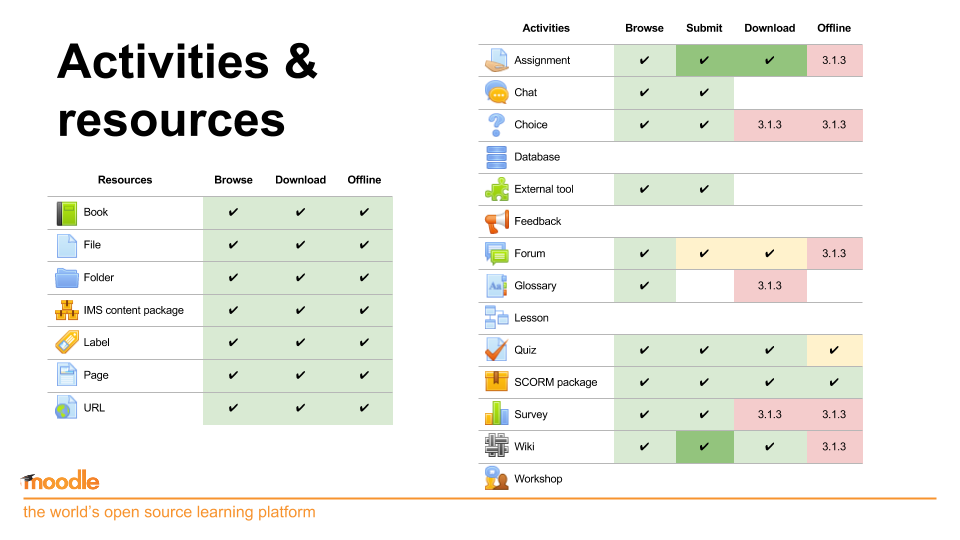 Activities &
resources
Resources Browse Download Offline
Book ✔ ✔ ✔
File ✔ ✔ ✔
Folder ✔ ✔ ✔
IMS content package ✔ ✔ ✔
Label ✔ ✔ ✔
Page ✔ ✔ ✔
URL ✔ ✔ ✔
Activities Browse Submit Download Offline
Assignment ✔ ✔ ✔ 3.1.3
Chat ✔ ✔
Choice ✔ ✔ 3.1.3 3.1.3
Database
External tool ✔ ✔
Feedback
Forum ✔ ✔ ✔ 3.1.3
Glossary ✔ 3.1.3
Lesson
Quiz ✔ ✔ ✔ ✔
SCORM package ✔ ✔ ✔ ✔
Survey ✔ ✔ 3.1.3 3.1.3
Wiki ✔ ✔ ✔ 3.1.3
Workshop
moodle
the world's open source learning platform